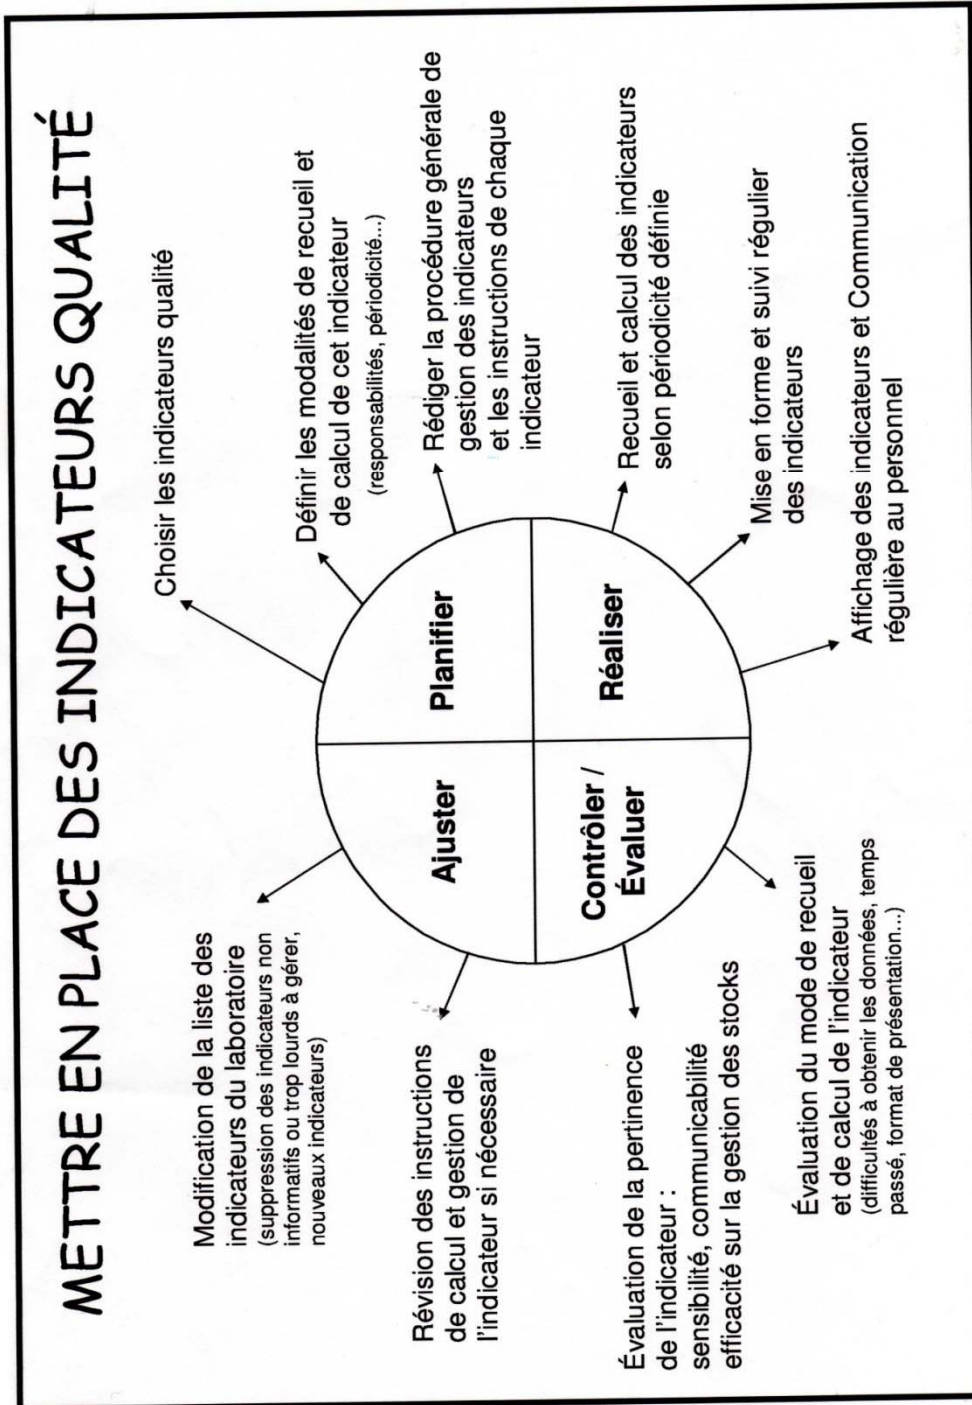 METTRE EN PLACE DES INDICATEURS QUALITÉ
Choisir les indicateurs qualité
Définir les modalités de recueil et
de calcul de cet indicateur
(responsabilités, périodicité...)
Rédiger la procédure générale de
gestion des indicateurs
et les instructions de chaque
indicateur
Planifier
Réaliser
Recueil et calcul des indicateurs
selon périodicité définie
Mise en forme et suivi régulier
des indicateurs
Affichage des indicateurs et Communication
régulière au personnel
Contrôler /
Évaluer
Évaluation du mode de recueil
et de calcul de l'indicateur
(difficultés à obtenir les données, temps
passé, format de présentation...)
Évaluation de la pertinence
de l'indicateur :
sensibilité, communicabilité
efficacité sur la gestion des stocks
Ajuster
Révision des instructions
de calcul et gestion de
l'indicateur si nécessaire
Modification de la liste des
indicateurs du laboratoire
(suppression des indicateurs non
informatifs ou trop lourds à gérer,
nouveaux indicateurs)